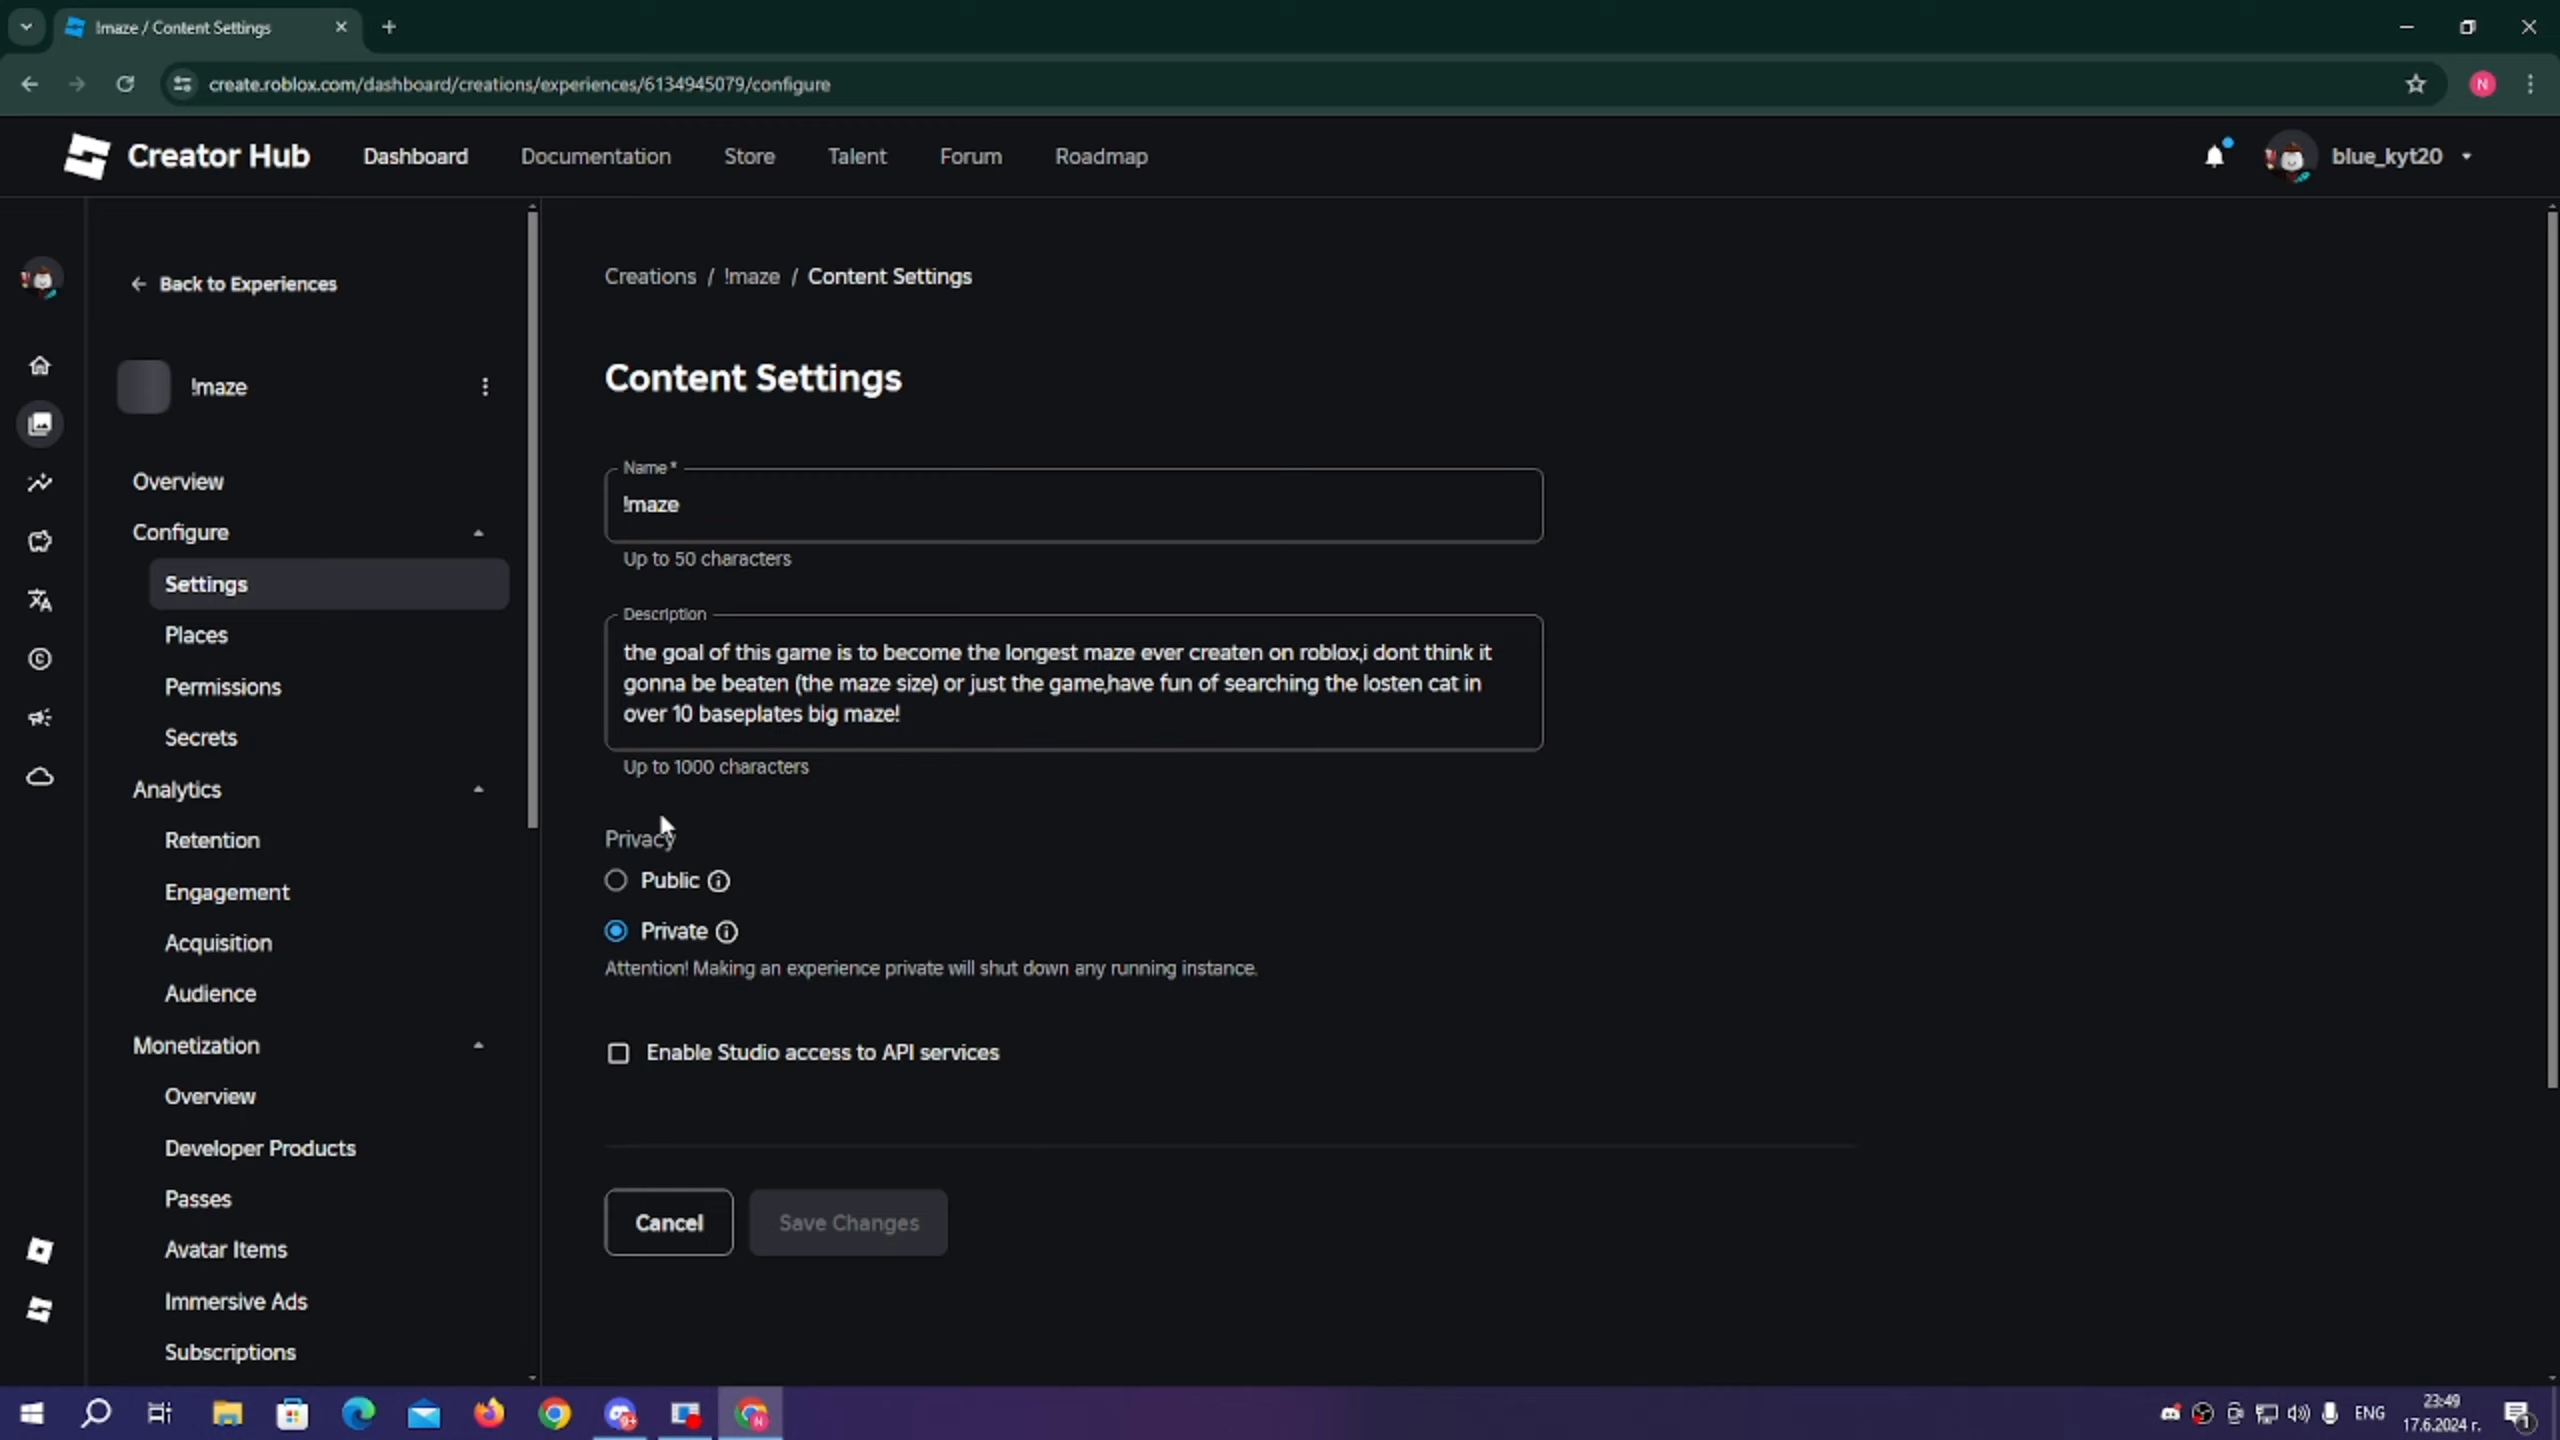 !maze / Content Settings
create.roblox.com/dashboard/creations/experiences/6134945079/configure
N
Creator Hub
Dashboard
Documentation
Store
Talent
Forum
Roadmap
blue_kyt20
Back to Experiences
!maze
Overview
Configure
Settings
Places
Permissions
Secrets
Analytics
Retention
Engagement
Acquisition
Audience
Monetization
Overview
Developer Products
Passes
Avatar Items
Immersive Ads
Subscriptions
Creations / !maze / Content Settings
Content Settings
Name*
!maze
Up to 50 characters
Description
the goal of this game is to become the longest maze ever createn on roblox,i dont think it
gonna be beaten (the maze size) or just the game,have fun of searching the losten cat in
over 10 baseplates big maze!
Up to 1000 characters
Privacy
Public
Private
Attention! Making an experience private will shut down any running instance.
Enable Studio access to API services
Cancel
Save Changes
9+
N
ENG
23:49
17.6.2024 г.
1